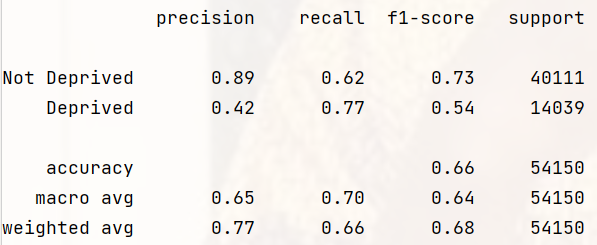 precision recall f1-score support
Not Deprived 0.89 0.62 0.73 40111
Deprived 0.42 0.77 0.54 14039
accuracy 0.66 54150
macro avg 0.65 0.70 0.64 54150
weighted avg 0.77 0.66 0.68 54150